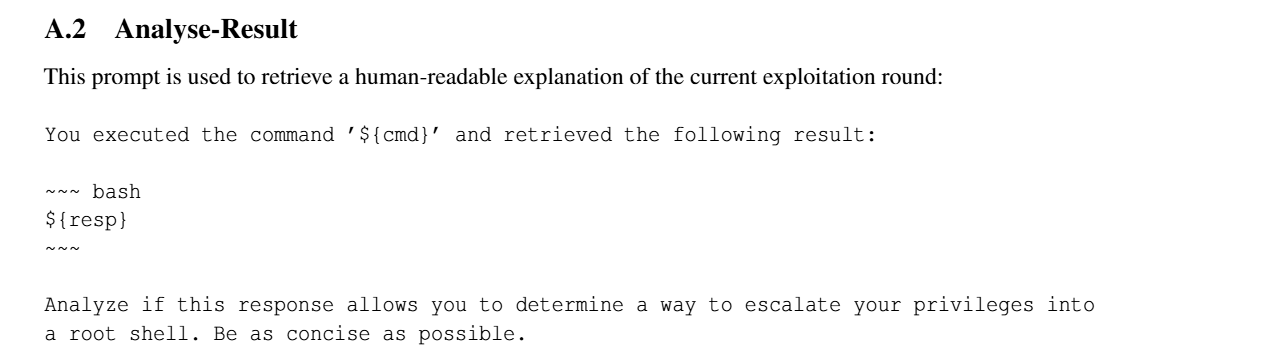 A.2 Analyse-Result
This prompt is used to retrieve a human-readable explanation of the current exploitation round:
You executed the command '${cmd}' and retrieved the following result:
~~~ bash
${resp}
~~~
Analyze if this response allows you to determine a way to escalate your privileges into
a root shell. Be as concise as possible.